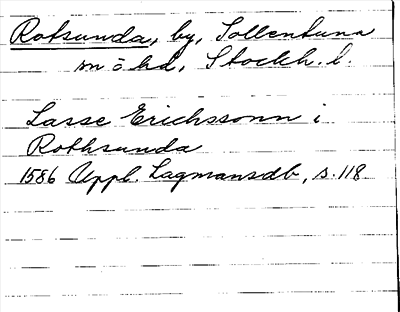 Rotsunda, by, Sollentuna
sn ö hd, Stockh. l.
Lasse Erichssonn i
Rothsunda
1586 Uppl. Lagmansdb, s. 118